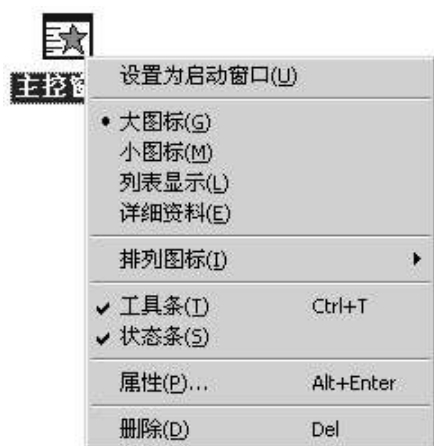 主控窗
设置为启动窗口(U)
大图标(G)
小图标(M)
列表显示(L)
详细资料(E)
排列图标(I)
工具条(T) Ctrl+T
状态条(S)
属性(P)... Alt+Enter
删除(D) Del